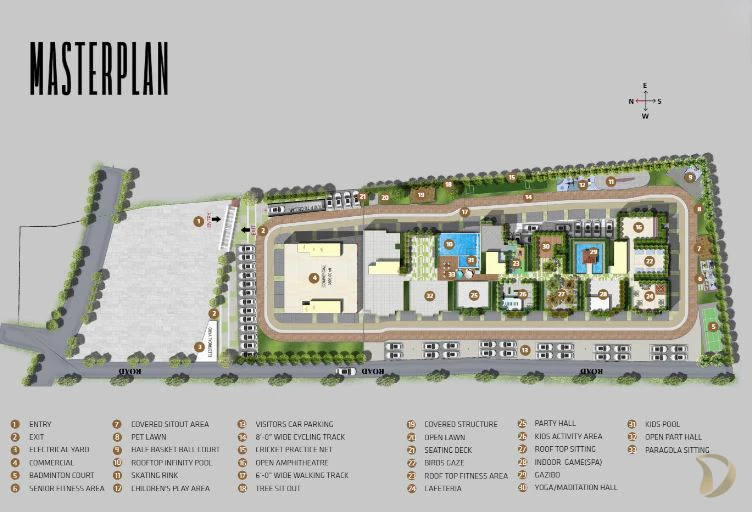 MASTERPLAN
E
N S
W
1 ENTRY
2 EXIT
3 ELECTRICAL YARD
4 COMMERCIAL
5 BADMINTON COURT
6 SENIOR FITNESS AREA
7 COVERED SITOUT AREA
8 PET LAWN
9 HALF BASKET BALL COURT
10 ROOFTOP INFINITY POOL
11 SKATING RINK
12 CHILDREN'S PLAY AREA
13 VISITORS CAR PARKING
14 8'-0" WIDE CYCLING TRACK
15 CRICKET PRACTICE NET
16 OPEN AMPHITHEATRE
17 6'-0" WIDE WALKING TRACK
18 TREE SIT OUT
19 COVERED STRUCTURE
20 OPEN LAWN
21 SEATING DECK
22 BIRDS GAZE
23 ROOF TOP FITNESS AREA
24 CAFETERIA
25 PARTY HALL
26 KIDS ACTIVITY AREA
27 ROOF TOP SITTING
28 INDOOR GAME(SPA)
29 GAZIBO
30 YOGA/MADITATION HALL
31 KIDS POOL
32 OPEN PART HALL
33 PARAGOLA SITTING
ENTRY
EXIT
ROAD
ROAD
ROAD